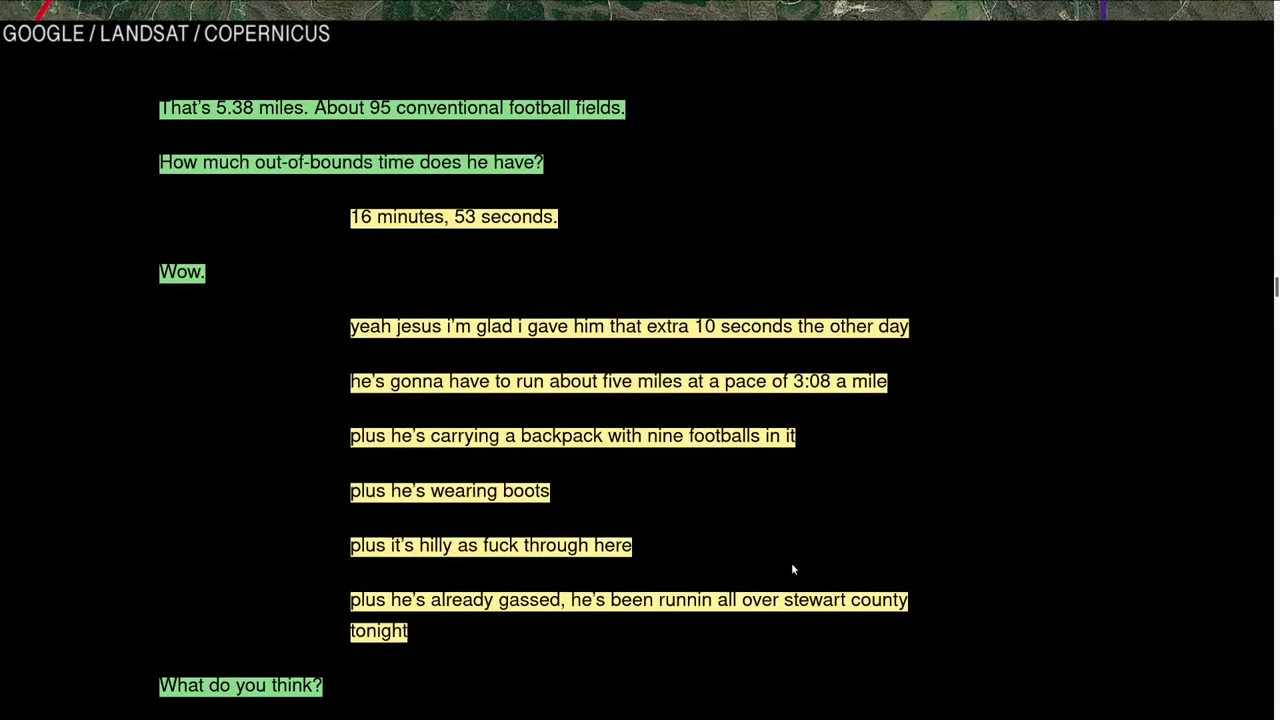 GOOGLE / LANDSAT / COPERNICUS
That's 5.38 miles. About 95 conventional football fields.
How much out-of-bounds time does he have?
16 minutes, 53 seconds.
Wow.
yeah jesus i'm glad i gave him that extra 10 seconds the other day
he's gonna have to run about five miles at a pace of 3:08 a mile
plus he's carrying a backpack with nine footballs in it
plus he's wearing boots
plus it's hilly as fuck through here
plus he's already gassed, he's been runnin all over stewart county
tonight
What do you think?